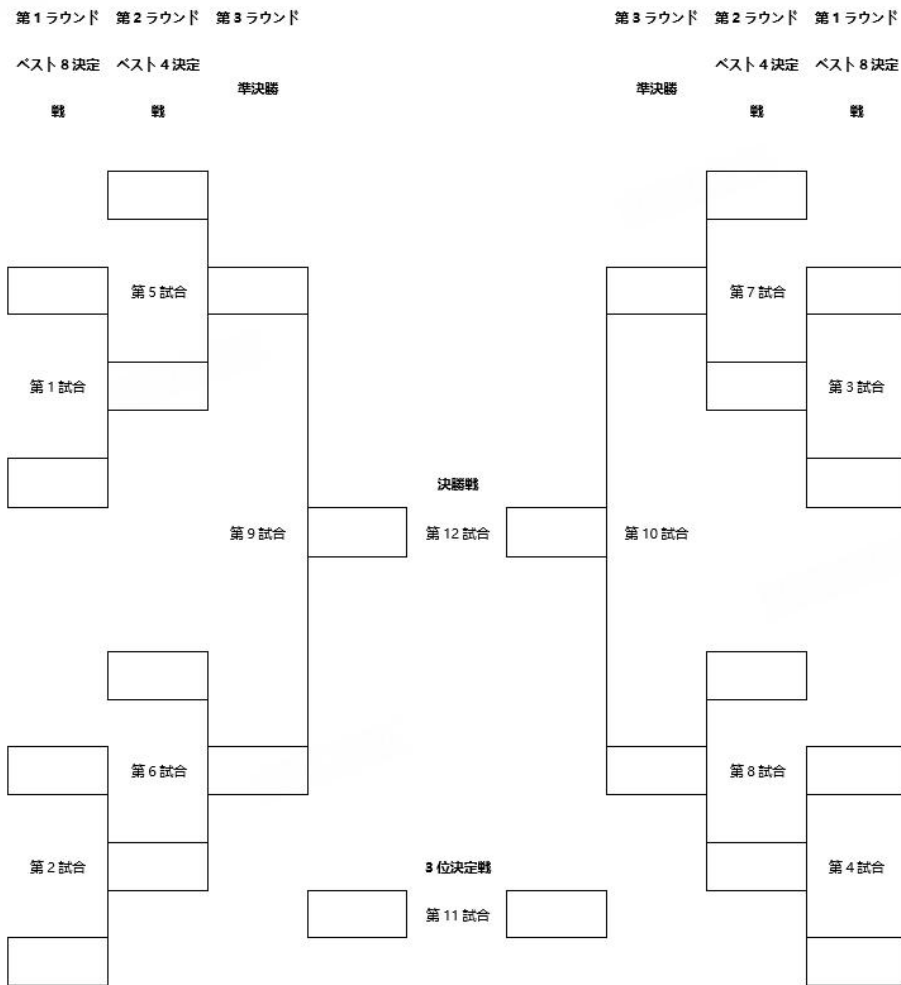 第1ラウンド 第2ラウンド 第3ラウンド 第3ラウンド 第2ラウンド 第1ラウンド
ベスト8決定 ベスト4決定 ベスト4決定 ベスト8決定
準決勝 準決勝
戦 戦 戦 戦
第5試合 第7試合
第1試合 第3試合
決勝戦
第9試合 第12試合 第10試合
第6試合 第8試合
第2試合 3位決定戦 第4試合
第11試合